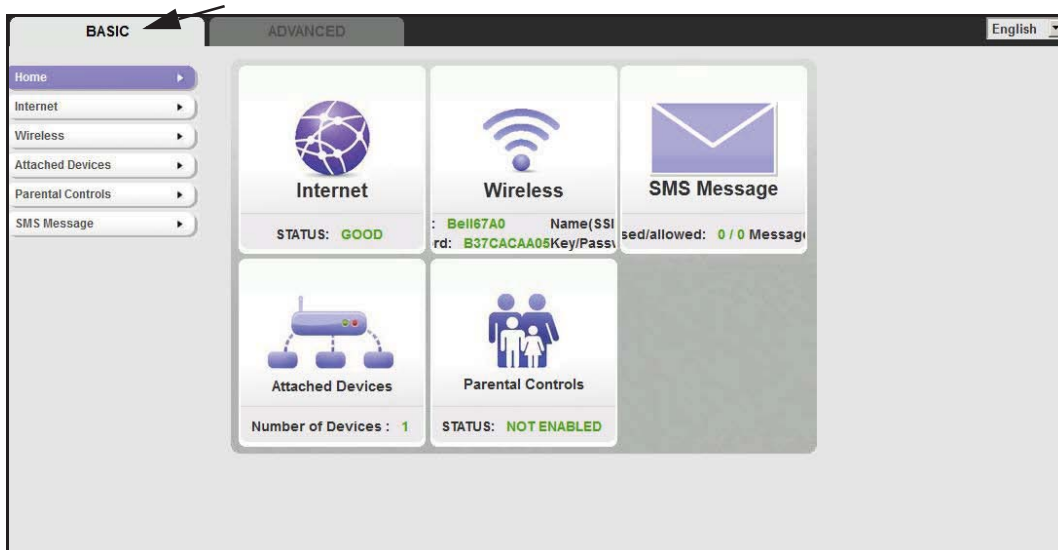 BASIC
ADVANCED
English
Home
Internet
Wireless
Attached Devices
Parental Controls
SMS Message
Internet
STATUS: GOOD
Wireless
: Bell67A0 Name(SSI
rd: B37CACAA05Key/Passw
SMS Message
sed/allowed: 0 / 0 Message
Attached Devices
Number of Devices : 1
Parental Controls
STATUS: NOT ENABLED